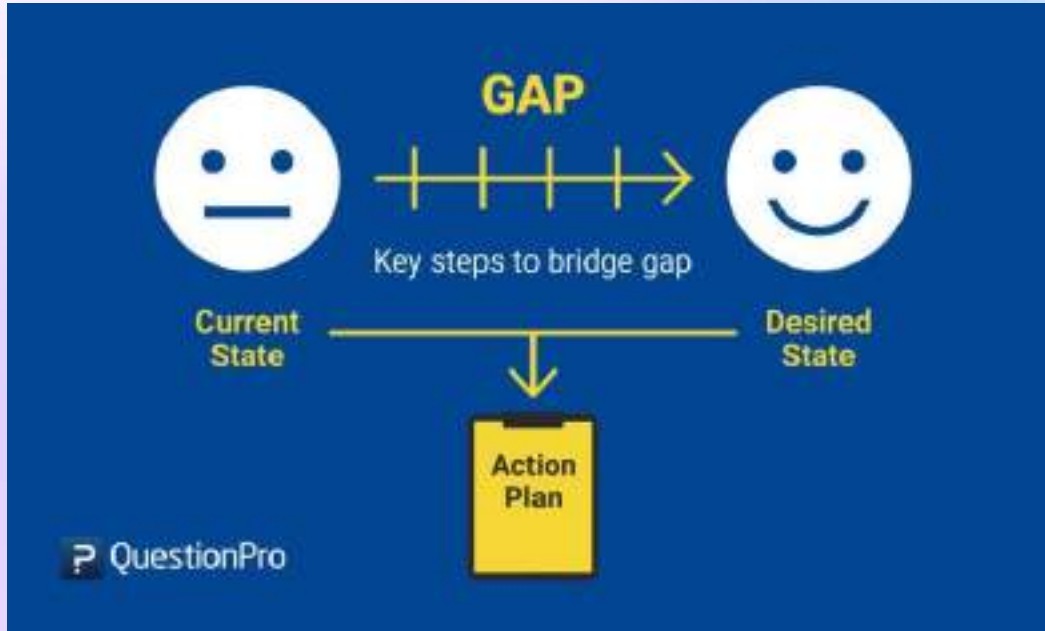 GAP
Key steps to bridge gap
Current
State
Desired
State
Action
Plan
QuestionPro